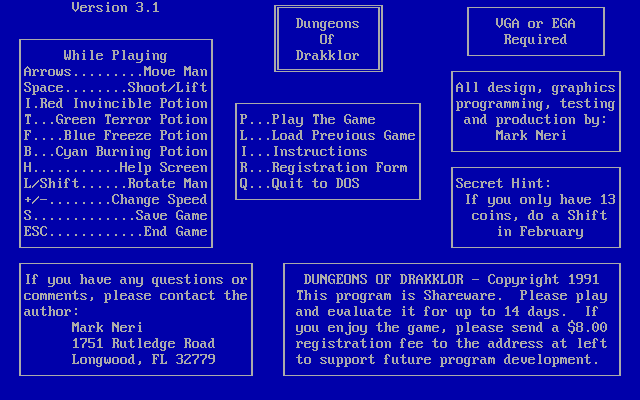 Version 3.1
Dungeons
Of
Drakklor
VGA or EGA
Required
While Playing
Arrows.........Move Man
Space........Shoot/Lift
I.Red Invincible Potion
T...Green Terror Potion
F....Blue Freeze Potion
B...Cyan Burning Potion
H...........Help Screen
L/Shift......Rotate Man
+/-........Change Speed
S.............Save Game
ESC............End Game
P...Play The Game
L...Load Previous Game
I...Instructions
R...Registration Form
Q...Quit to DOS
All design, graphics
programming, testing
and production by:
Mark Neri
Secret Hint:
If you only have 13
coins, do a Shift
in February
If you have any questions or
comments, please contact the
author:
Mark Neri
1751 Rutledge Road
Longwood, FL 32779
DUNGEONS OF DRAKKLOR - Copyright 1991
This program is Shareware.  Please play
and evaluate it for up to 14 days.  If
you enjoy the game, please send a $8.00
registration fee to the address at left
to support future program development.